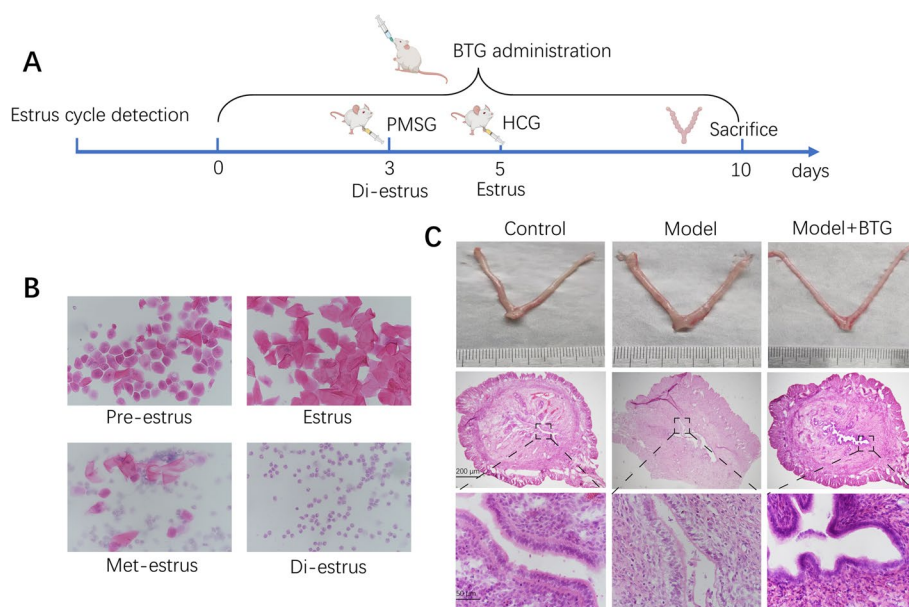 A
BTG administration
Estrus cycle detection
PMSG
HCG
Sacrifice
0
3
5
10
days
Di-estrus
Estrus
C
Control
Model
Model+BTG
B
Pre-estrus
Estrus
Met-estrus
Di-estrus
200 μm
50 μm